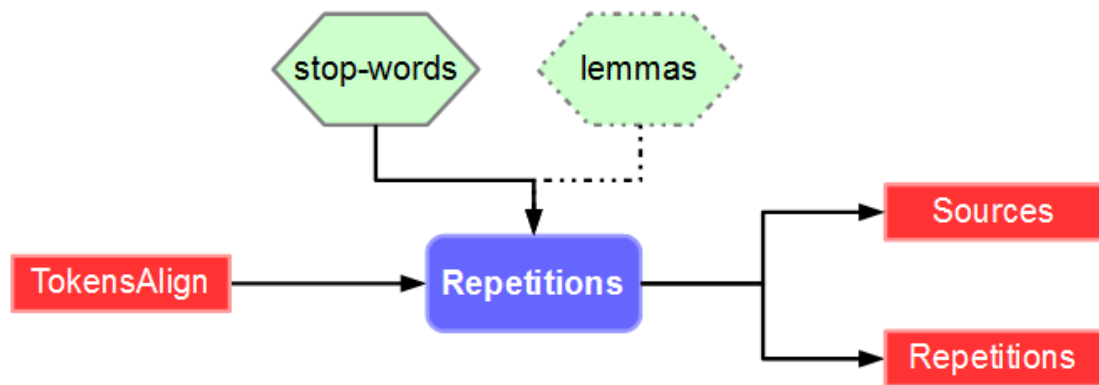 stop-words
lemmas
Sources
TokensAlign
Repetitions
Repetitions